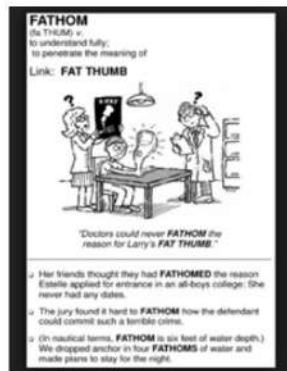 FATHOM
(fa THUM) v.
to understand fully;
to penetrate the meaning of
Link: FAT THUMB
?
?
"Doctors could never FATHOM the
reason for Larry's FAT THUMB."
Her friends thought they had FATHOMED the reason
Estelle applied for entrance in an all-boys college: She
never had any dates.
The jury found it hard to FATHOM how the defendant
could commit such a terrible crime.
(In nautical terms, FATHOM is six feet of water depth.)
We dropped anchor in four FATHOMS of water and
made plans to stay for the night.